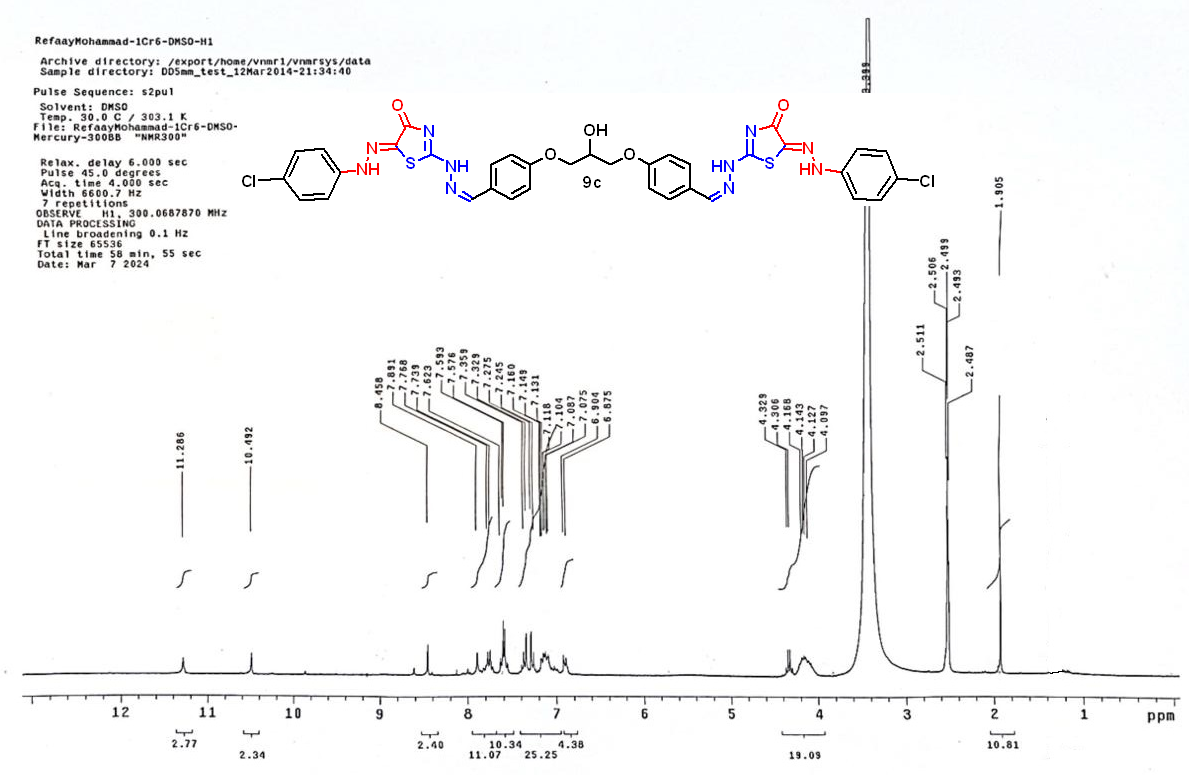 RefaayMohammad-1Cr6-DMSO-H1
Archive directory: /export/home/vnmr1/vnmrsys/data
Sample directory: DD5mm_test_12Mar2014-21:34:40
Pulse Sequence: s2pul
Solvent: DMSO
Temp. 30.0 C / 303.1 K
File: RefaayMohammad-1Cr6-DMSO-
Mercury-300BB "NMR300"
Relax. delay 6.000 sec
Pulse 45.0 degrees
Acq. time 4.000 sec
Width 6600.7 Hz
7 repetitions
OBSERVE H1, 300.0687870 MHz
DATA PROCESSING
Line broadening 0.1 Hz
FT size 65536
Total time 58 min, 55 sec
Date: Mar 7 2024
O
N
S
N
NH
N
NH
N
Cl
O
OH
O
9c
O
N
S
HN
N
N
HN
Cl
11.286
10.492
8.458
7.891
7.768
7.739
7.623
7.593
7.576
7.359
7.329
7.275
7.245
7.160
7.149
7.131
7.118
7.104
7.087
7.075
6.904
6.875
4.329
4.306
4.168
4.143
4.127
4.097
3.399
2.511
2.506
2.499
2.493
2.487
1.905
12 11 10 9 8 7 6 5 4 3 2 1 ppm
2.77
2.34
2.40
11.07
10.34
25.25
4.38
19.09
10.81